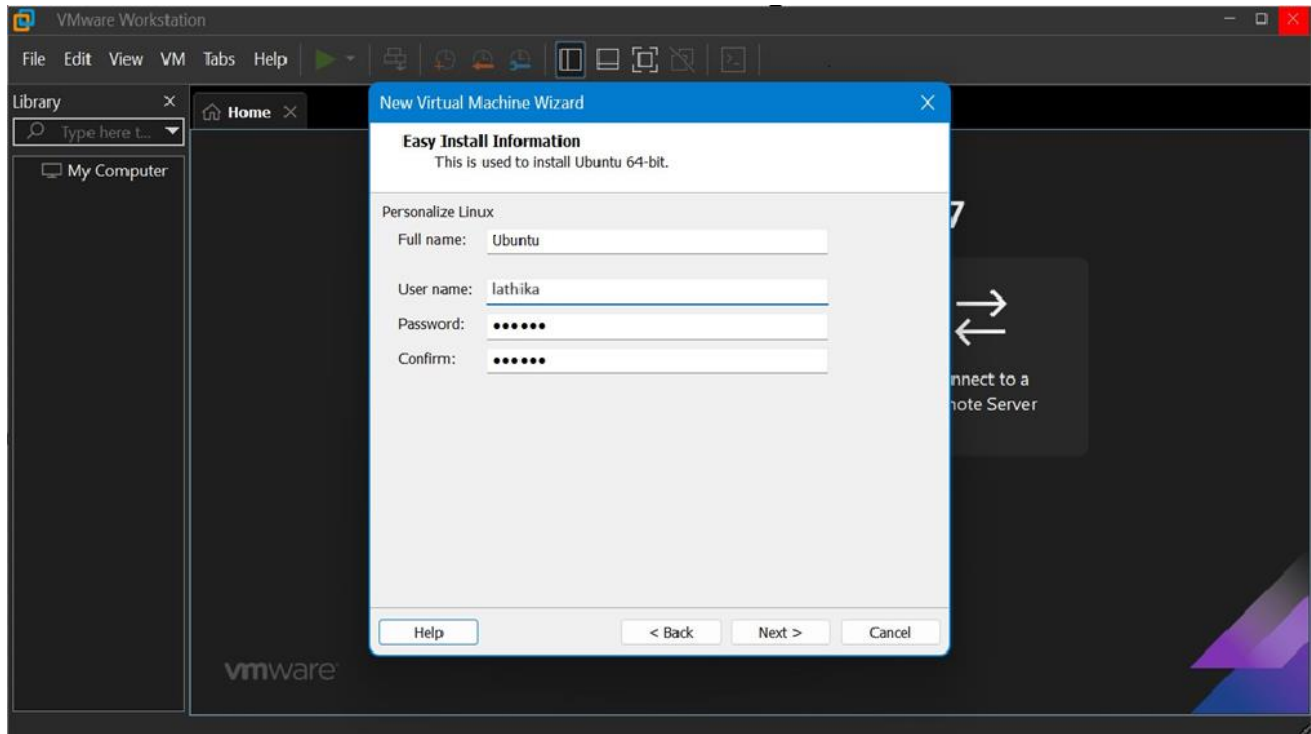 VMware Workstation
File Edit View VM Tabs Help
Library
Type here t...
My Computer
Home
New Virtual Machine Wizard
Easy Install Information
This is used to install Ubuntu 64-bit.
Personalize Linux
Full name: Ubuntu
User name: lathika
Password: ••••••
Confirm: ••••••
7
nnect to a
note Server
Help < Back Next > Cancel
vmware